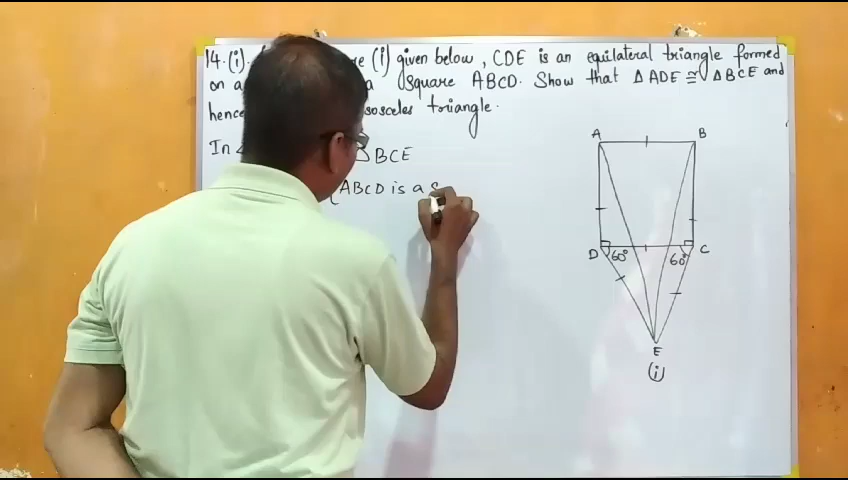 14.(i). (i) given below, CDE is an equilateral triangle formed
on a a square ABCD. Show that △ADE ≅ △BCE and
hence isosceles triangle.
In △BCE
(ABCD is a S
A B
D 60° 60° C
E
(i)